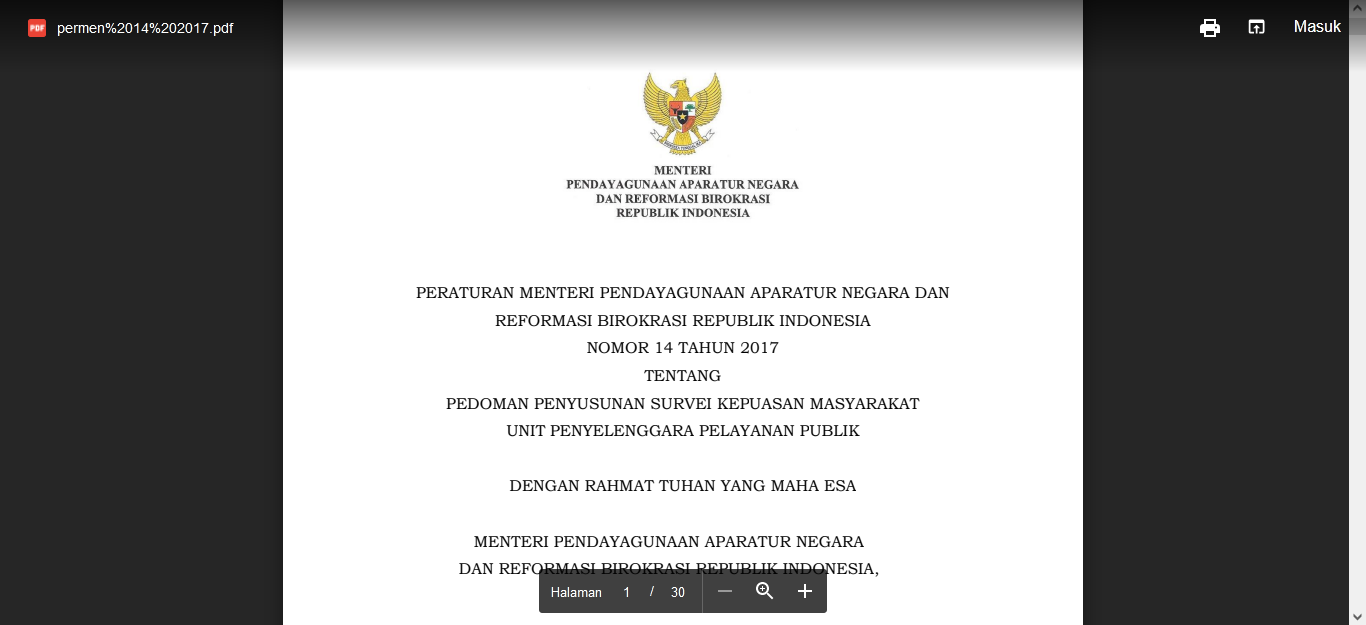 PDF permen%2014%202017.pdf
Masuk
MENTERI
PENDAYAGUNAAN APARATUR NEGARA
DAN REFORMASI BIROKRASI
REPUBLIK INDONESIA
PERATURAN MENTERI PENDAYAGUNAAN APARATUR NEGARA DAN
REFORMASI BIROKRASI REPUBLIK INDONESIA
NOMOR 14 TAHUN 2017
TENTANG
PEDOMAN PENYUSUNAN SURVEI KEPUASAN MASYARAKAT
UNIT PENYELENGGARA PELAYANAN PUBLIK
DENGAN RAHMAT TUHAN YANG MAHA ESA
MENTERI PENDAYAGUNAAN APARATUR NEGARA
DAN REFORMASI BIROKRASI REPUBLIK INDONESIA,
Halaman 1 / 30